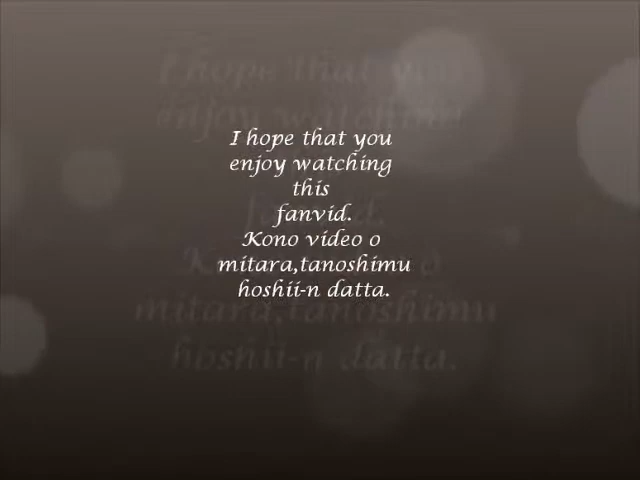 I hope that you
enjoy watching
this
fanvid.
Kono video o
mitara,tanoshimu
hoshii-n datta.